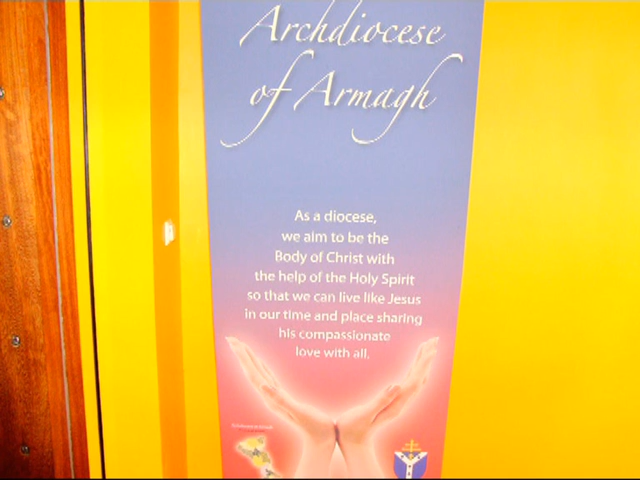 Archdiocese
of Armagh
As a diocese,
we aim to be the
Body of Christ with
the help of the Holy Spirit
so that we can live like Jesus
in our time and place sharing
his compassionate
love with all.